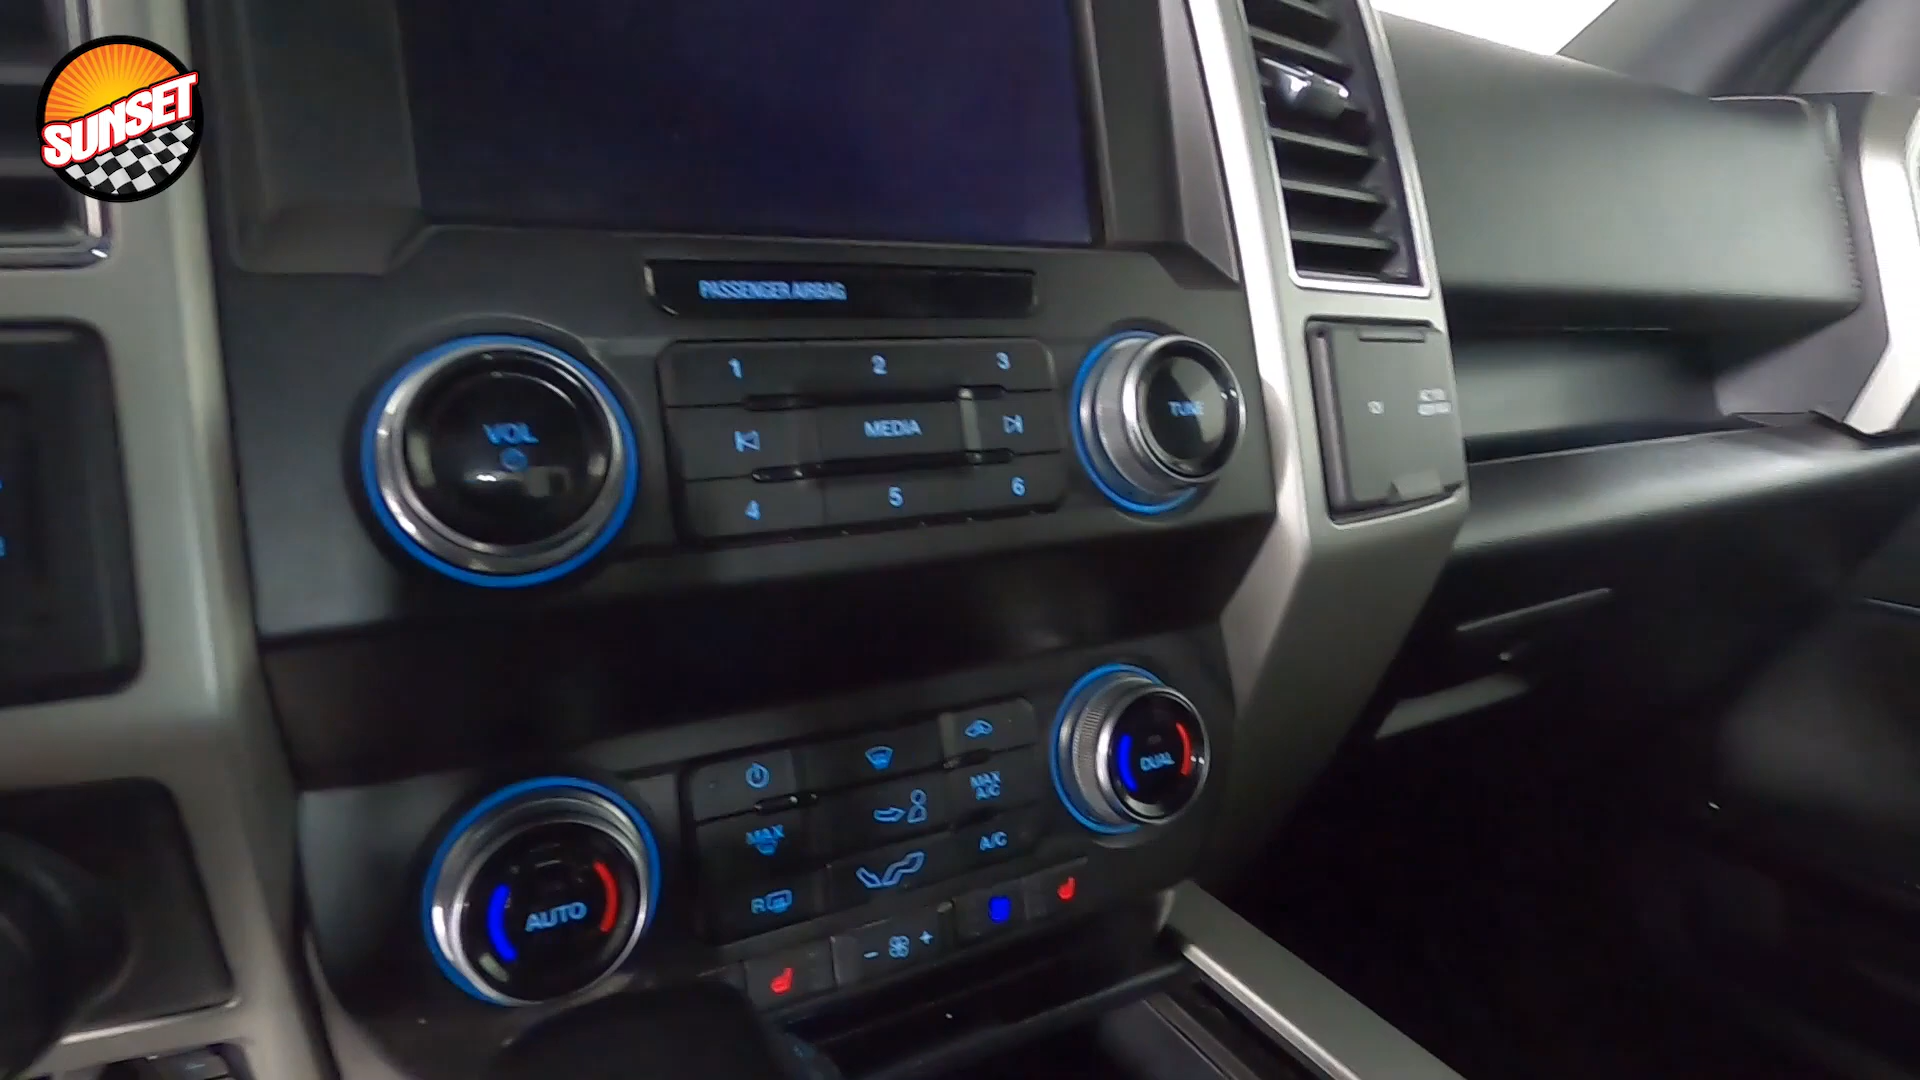 SUNSET
PASSENGER AIRBAG
1 2 3
VOL
MEDIA
TUNE
4 5 6
MAX
A/C
DUAL
MAX
A/C
R
AUTO
- +